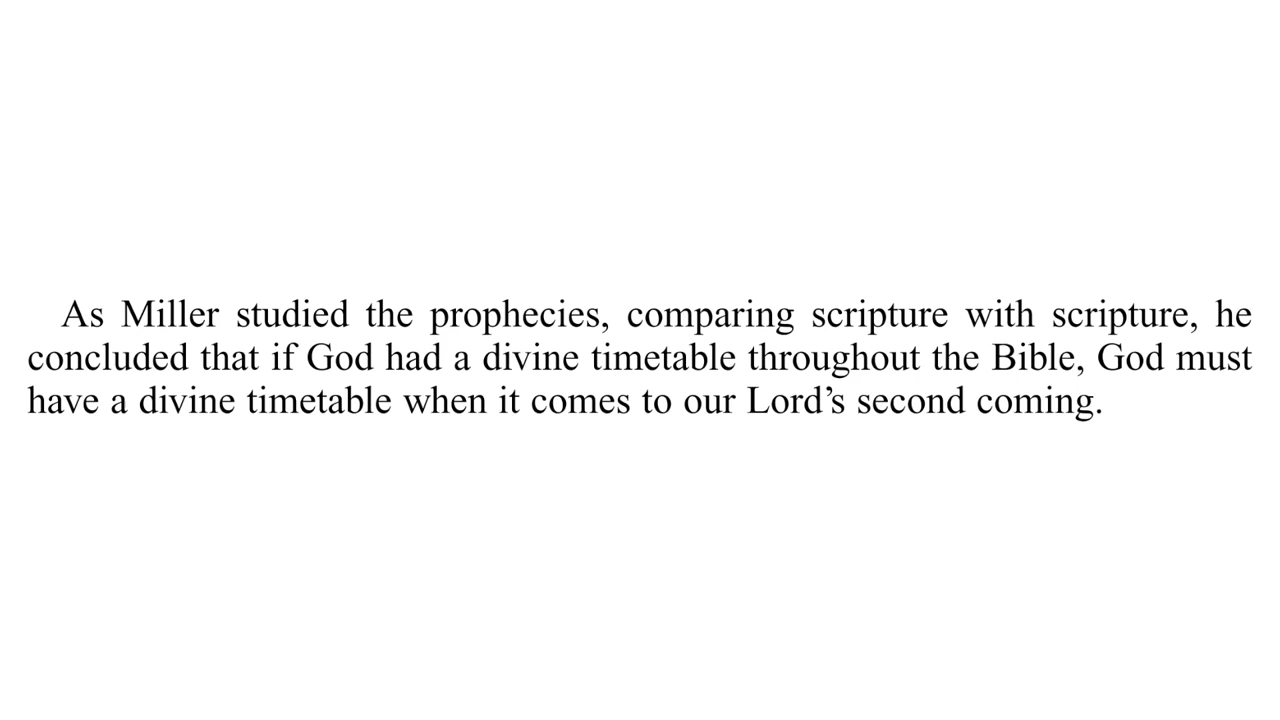 As Miller studied the prophecies, comparing scripture with scripture, he
concluded that if God had a divine timetable throughout the Bible, God must
have a divine timetable when it comes to our Lord’s second coming.